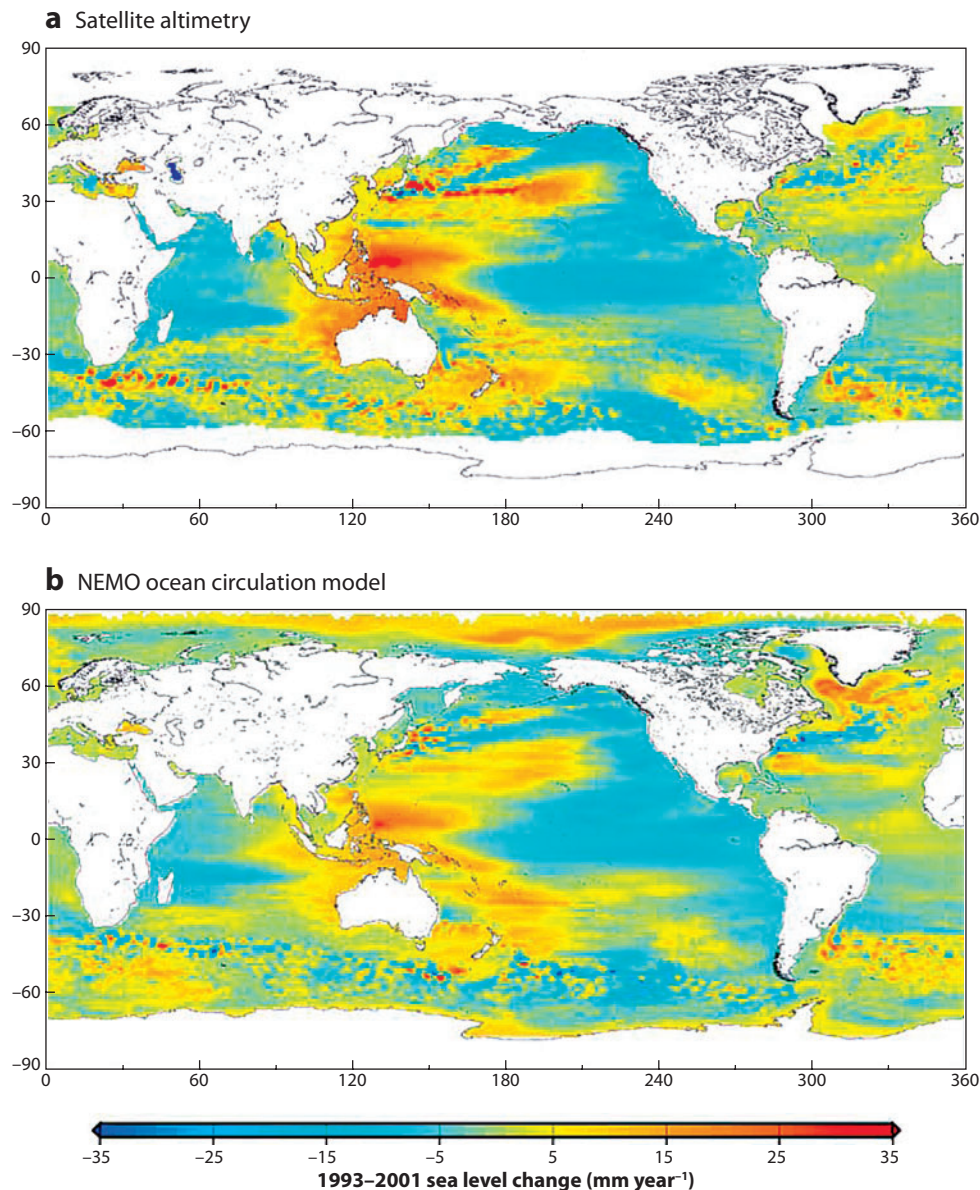 a Satellite altimetry
90
60
30
0
–30
–60
–90
0 60 120 180 240 300 360
b NEMO ocean circulation model
90
60
30
0
–30
–60
–90
0 60 120 180 240 300 360
–35 –25 –15 –5 5 15 25 35
1993–2001 sea level change (mm year⁻¹)